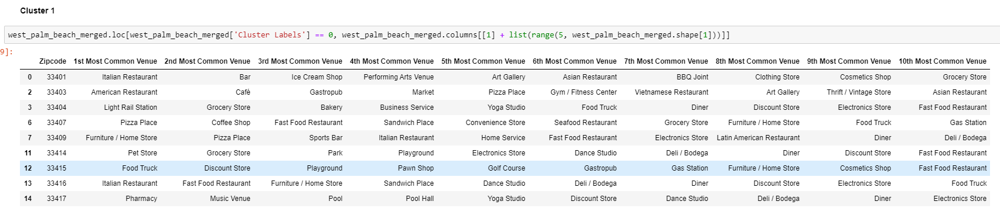 Cluster 1
west_palm_beach_merged.loc[west_palm_beach_merged['Cluster Labels'] == 0, west_palm_beach_merged.columns[[1] + list(range(5, west_palm_beach_merged.shape[1]))]]
9]:
Zipcode 1st Most Common Venue 2nd Most Common Venue 3rd Most Common Venue 4th Most Common Venue 5th Most Common Venue 6th Most Common Venue 7th Most Common Venue 8th Most Common Venue 9th Most Common Venue 10th Most Common Venue
0 33401 Italian Restaurant Bar Ice Cream Shop Performing Arts Venue Art Gallery Asian Restaurant BBQ Joint Clothing Store Cosmetics Shop Grocery Store
2 33403 American Restaurant Café Gastropub Market Pizza Place Gym / Fitness Center Vietnamese Restaurant Art Gallery Thrift / Vintage Store Asian Restaurant
3 33404 Light Rail Station Grocery Store Bakery Business Service Yoga Studio Food Truck Diner Discount Store Electronics Store Fast Food Restaurant
6 33407 Pizza Place Coffee Shop Fast Food Restaurant Sandwich Place Convenience Store Seafood Restaurant Grocery Store Furniture / Home Store Food Truck Gas Station
7 33409 Furniture / Home Store Pizza Place Sports Bar Italian Restaurant Home Service Fast Food Restaurant Electronics Store Latin American Restaurant Diner Deli / Bodega
11 33414 Pet Store Grocery Store Park Playground Electronics Store Dance Studio Deli / Bodega Diner Discount Store Fast Food Restaurant
12 33415 Food Truck Discount Store Playground Pawn Shop Golf Course Gastropub Gas Station Furniture / Home Store Cosmetics Shop Fast Food Restaurant
13 33416 Italian Restaurant Fast Food Restaurant Furniture / Home Store Sandwich Place Dance Studio Deli / Bodega Diner Discount Store Electronics Store Food Truck
14 33417 Pharmacy Music Venue Pool Pool Hall Yoga Studio Discount Store Dance Studio Deli / Bodega Diner Electronics Store